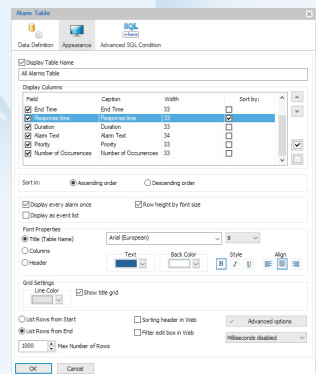 Alarm Table
SQL
Data Definition Appearance Advanced SQL Condition
Display Table Name
All Alarms Table
Display Columns
Field Caption Width Sort by:
End Time End Time 33
Response time Response time 33
Duration Duration 33
Alarm Text Alarm Text 34
Priority Priority 33
Number of Occurrences Number of Occurrences 33
Sort in: Ascending order Descending order
Display every alarm once Row height by font size
Display as event list
Font Properties
Title (Table Name) Arial (European) 8
Columns
Header
Text Back Color Style Align
B I U
Grid Settings
Line Color
Show title grid
List Rows from Start Sorting header in Web Advanced options
List Rows from End Filter edit box in Web
Milliseconds disabled
1000 Max Number of Rows
OK Cancel